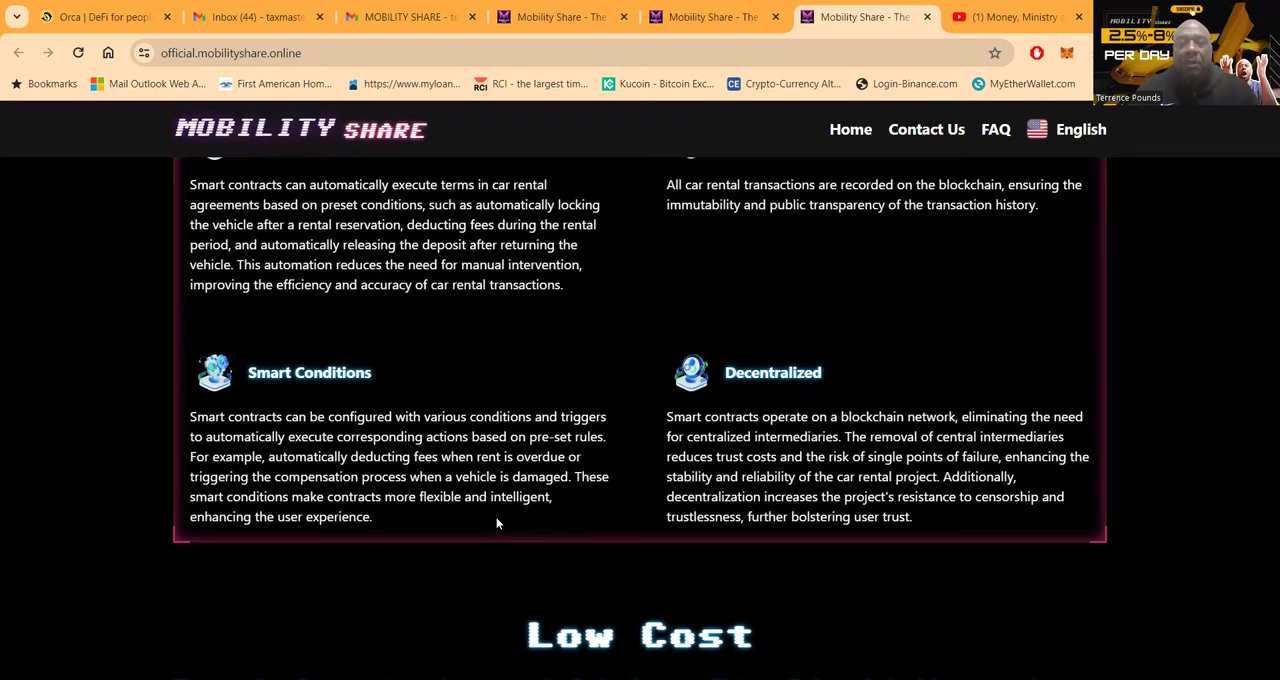 Orca | DeFi for peopl
Inbox (44) - taxmaste
MOBILITY SHARE - te
Mobility Share - The
Mobility Share - The
Mobility Share - The
(1) Money, Ministry
official.mobilityshare.online
Bookmarks
Mail Outlook Web A...
First American Hom...
https://www.myloan...
RCI
RCI - the largest tim...
Kucoin - Bitcoin Exc...
CE
Crypto-Currency Alt...
Login-Binance.com
MyEtherWallet.com
MOBILITY SHARE
SUBSCRIBE
2.5%-8%
PER DAY
Terrence Pounds
MOBILITY SHARE
Home
Contact Us
FAQ
English
Smart contracts can automatically execute terms in car rental
agreements based on preset conditions, such as automatically locking
the vehicle after a rental reservation, deducting fees during the rental
period, and automatically releasing the deposit after returning the
vehicle. This automation reduces the need for manual intervention,
improving the efficiency and accuracy of car rental transactions.
All car rental transactions are recorded on the blockchain, ensuring the
immutability and public transparency of the transaction history.
Smart Conditions
Smart contracts can be configured with various conditions and triggers
to automatically execute corresponding actions based on pre-set rules.
For example, automatically deducting fees when rent is overdue or
triggering the compensation process when a vehicle is damaged. These
smart conditions make contracts more flexible and intelligent,
enhancing the user experience.
Decentralized
Smart contracts operate on a blockchain network, eliminating the need
for centralized intermediaries. The removal of central intermediaries
reduces trust costs and the risk of single points of failure, enhancing the
stability and reliability of the car rental project. Additionally,
decentralization increases the project's resistance to censorship and
trustlessness, further bolstering user trust.
Low Cost